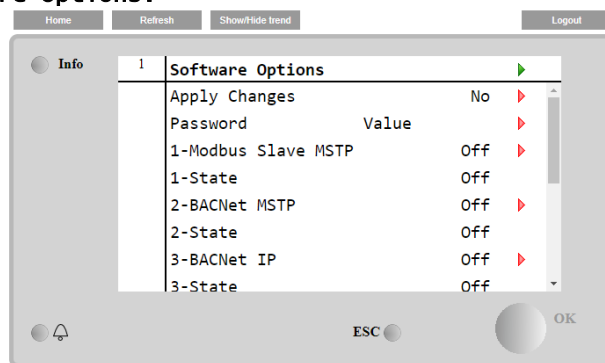 Home Refresh Show/Hide trend Logout
Info
1 Software Options
Apply Changes No
Password Value
1-Modbus Slave MSTP Off
1-State Off
2-BACNet MSTP Off
2-State Off
3-BACNet IP Off
3-State Off
ESC OK